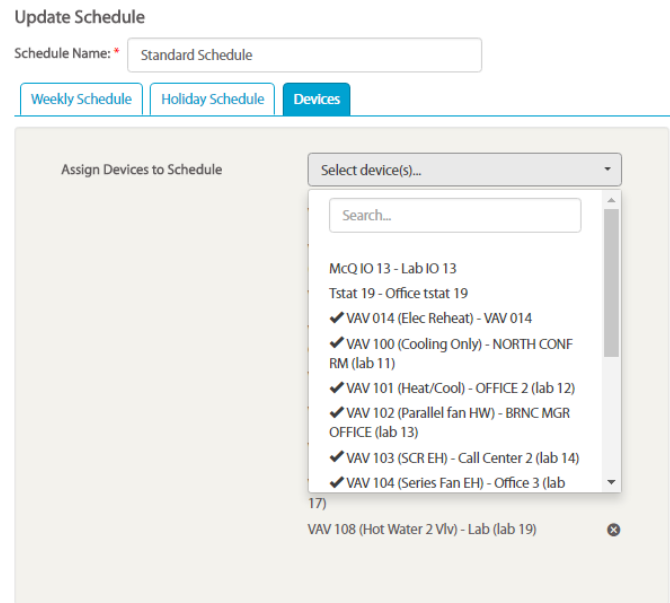 Update Schedule
Schedule Name: * Standard Schedule
Weekly Schedule Holiday Schedule Devices
Assign Devices to Schedule Select device(s)...
Search...
McQ IO 13 - Lab IO 13
Tstat 19 - Office tstat 19
✔ VAV 014 (Elec Reheat) - VAV 014
✔ VAV 100 (Cooling Only) - NORTH CONF
RM (lab 11)
✔ VAV 101 (Heat/Cool) - OFFICE 2 (lab 12)
✔ VAV 102 (Parallel fan HW) - BRNC MGR
OFFICE (lab 13)
✔ VAV 103 (SCR EH) - Call Center 2 (lab 14)
✔ VAV 104 (Series Fan EH) - Office 3 (lab
17)
VAV 108 (Hot Water 2 Vlv) - Lab (lab 19)